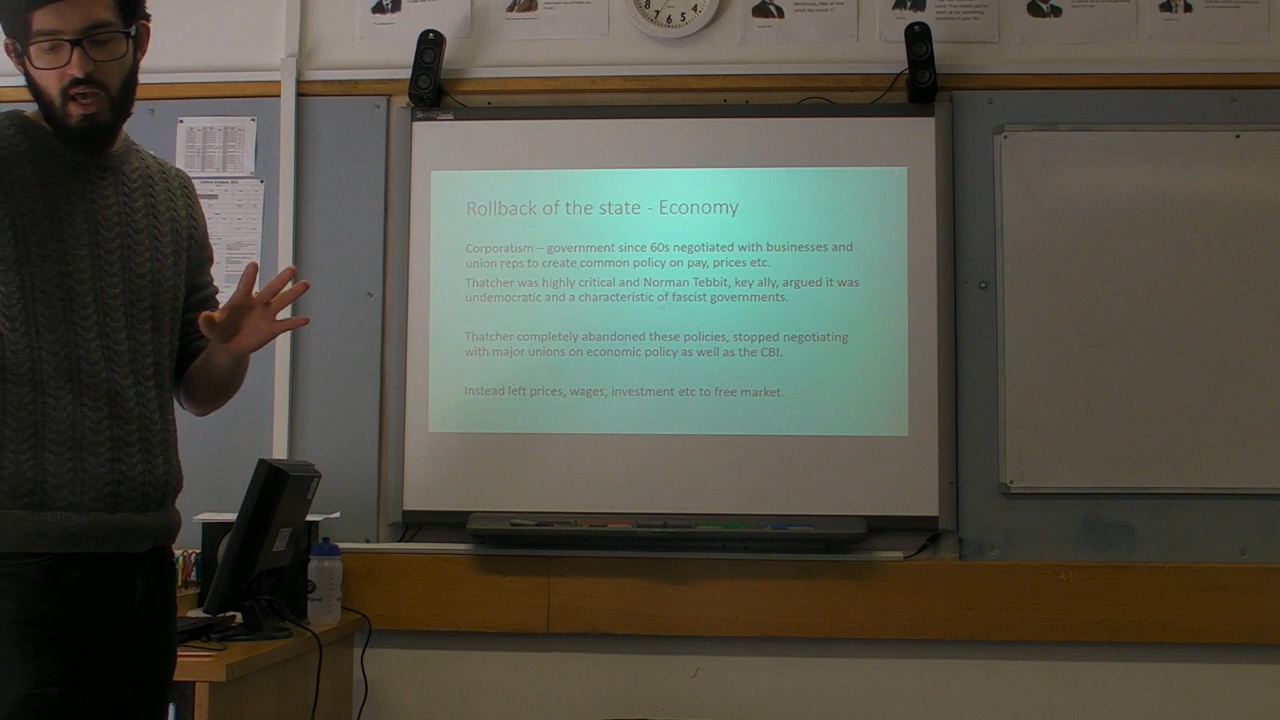 Rollback of the state - Economy
Corporatism – government since 60s negotiated with businesses and
union reps to create common policy on pay, prices etc.
Thatcher was highly critical and Norman Tebbit, key ally, argued it was
undemocratic and a characteristic of fascist governments.
Thatcher completely abandoned these policies, stopped negotiating
with major unions on economic policy as well as the CBI.
Instead left prices, wages, investment etc to free market.